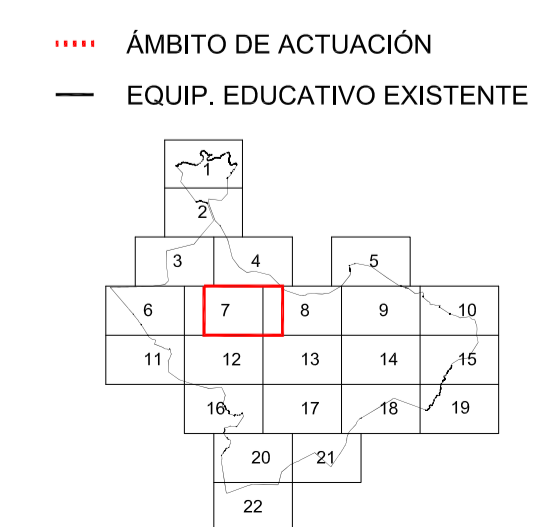 ÁMBITO DE ACTUACIÓN
EQUIP. EDUCATIVO EXISTENTE
1
2
3 4 5
6 7 8 9 10
11 12 13 14 15
16 17 18 19
20 21
22